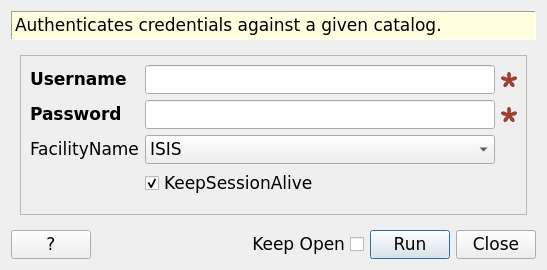 Authenticates credentials against a given catalog.
Username
Password
FacilityName ISIS
KeepSessionAlive
? Keep Open Run Close